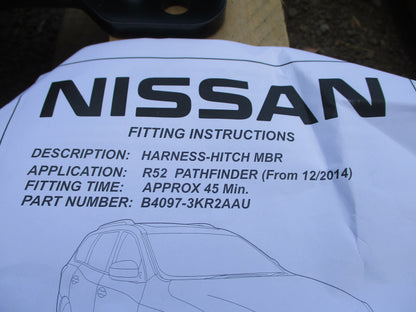 NISSAN
FITTING INSTRUCTIONS
DESCRIPTION: HARNESS-HITCH MBR
APPLICATION: R52 PATHFINDER (From 12/2014)
FITTING TIME: APPROX 45 Min.
PART NUMBER: B4097-3KR2AAU